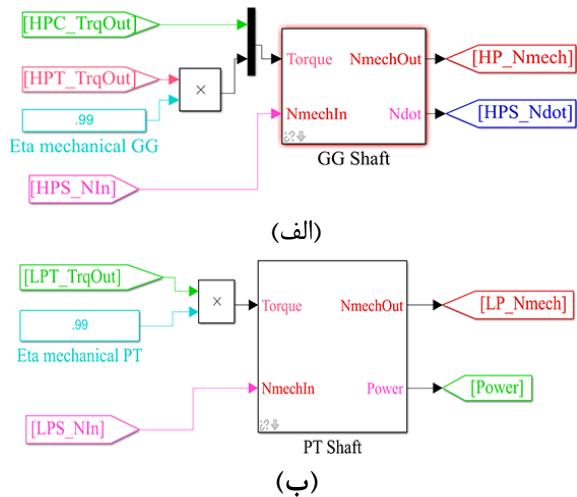 [HPC_TrqOut]
[HPT_TrqOut]
×
.99
Eta mechanical GG
[HPS_NIn]
Torque
NmechIn
NmechOut
Ndot
GG Shaft
[HP_Nmech]
[HPS_Ndot]
(الف)
[LPT_TrqOut]
×
.99
Eta mechanical PT
[LPS_NIn]
Torque
NmechIn
NmechOut
Power
PT Shaft
[LP_Nmech]
[Power]
(ب)